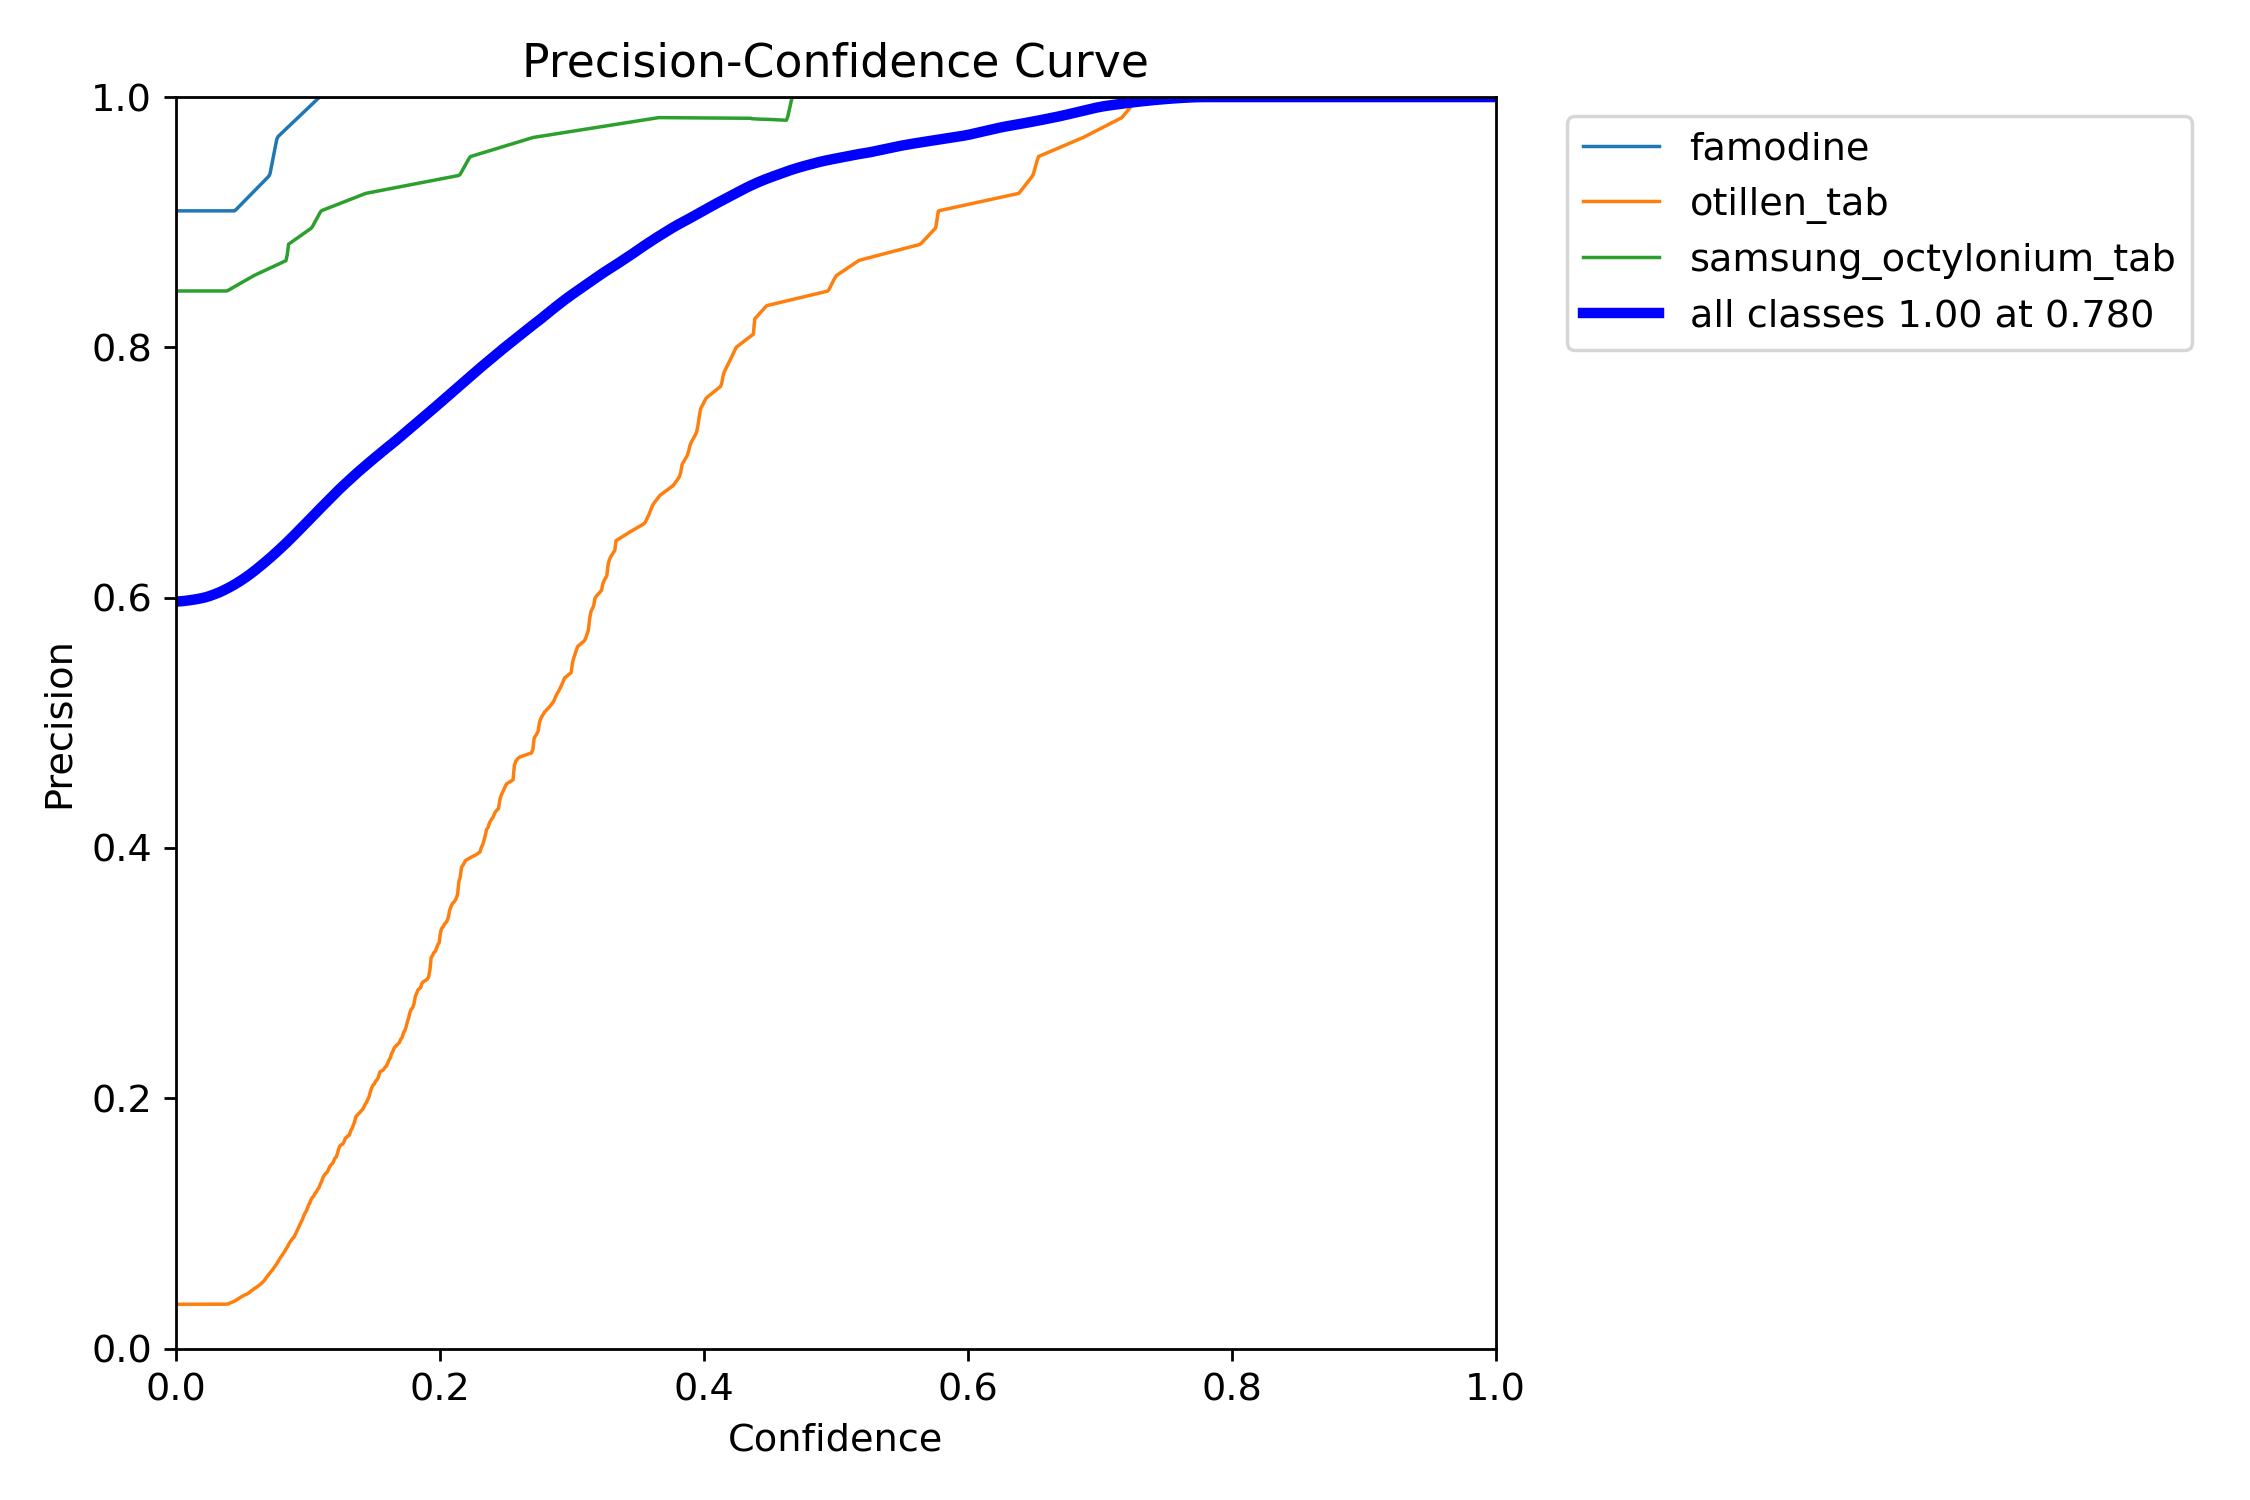 Precision-Confidence Curve
1.0
0.8
0.6
0.4
0.2
0.0
Precision
0.0 0.2 0.4 0.6 0.8 1.0
Confidence
famodine
otillen_tab
samsung_octylonium_tab
all classes 1.00 at 0.780